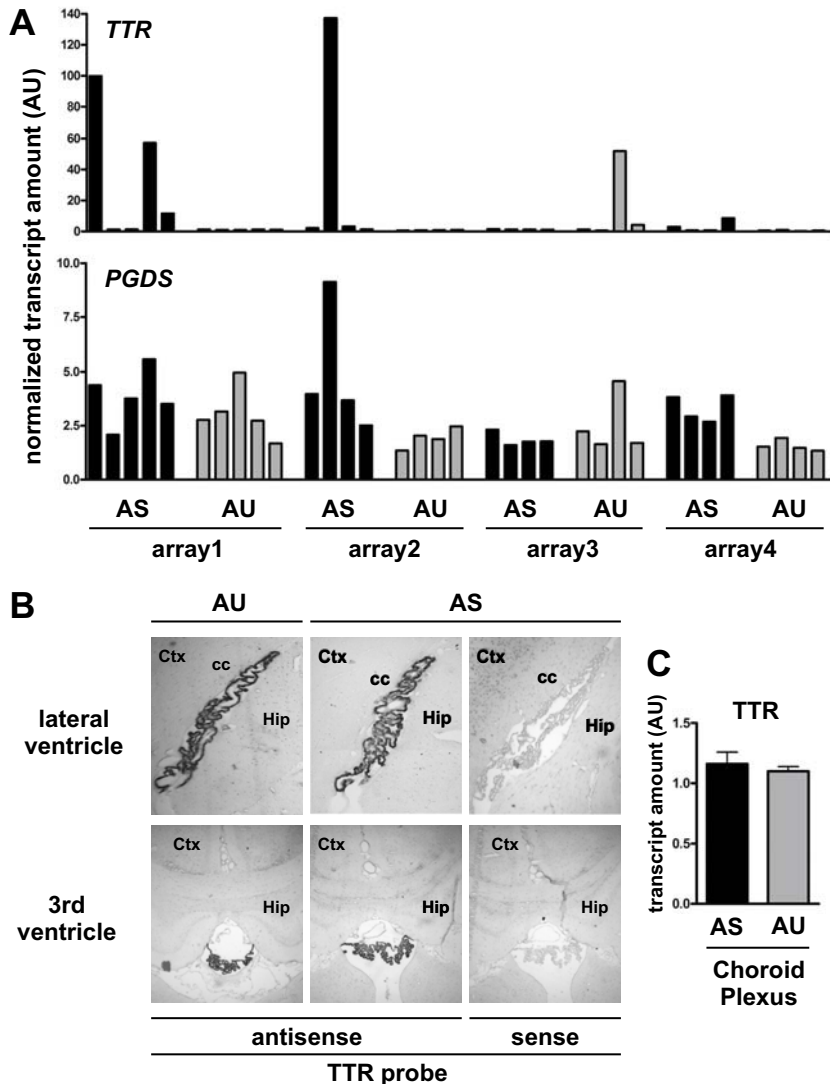 A
TTR
normalized transcript amount (AU)
140
120
100
80
60
40
20
0
PGDS
10.0
7.5
5.0
2.5
0.0
AS AU AS AU AS AU AS AU
array1 array2 array3 array4
B
AU AS
lateral ventricle
Ctx cc Hip
Ctx cc Hip
Ctx cc Hip
3rd ventricle
Ctx Hip
Ctx Hip
Ctx Hip
antisense sense
TTR probe
C
TTR
transcript amount (AU)
1.5
1.0
0.5
0.0
AS AU
Choroid
Plexus